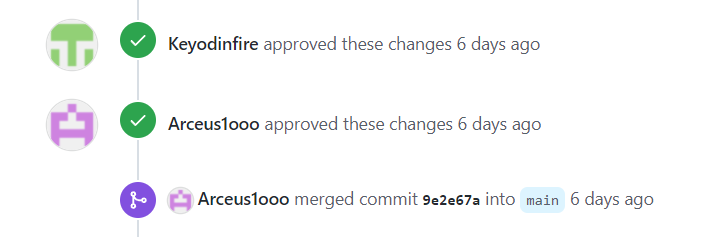 Keyodinfire approved these changes 6 days ago
Arceus1ooo approved these changes 6 days ago
Arceus1ooo merged commit 9e2e67a into main 6 days ago